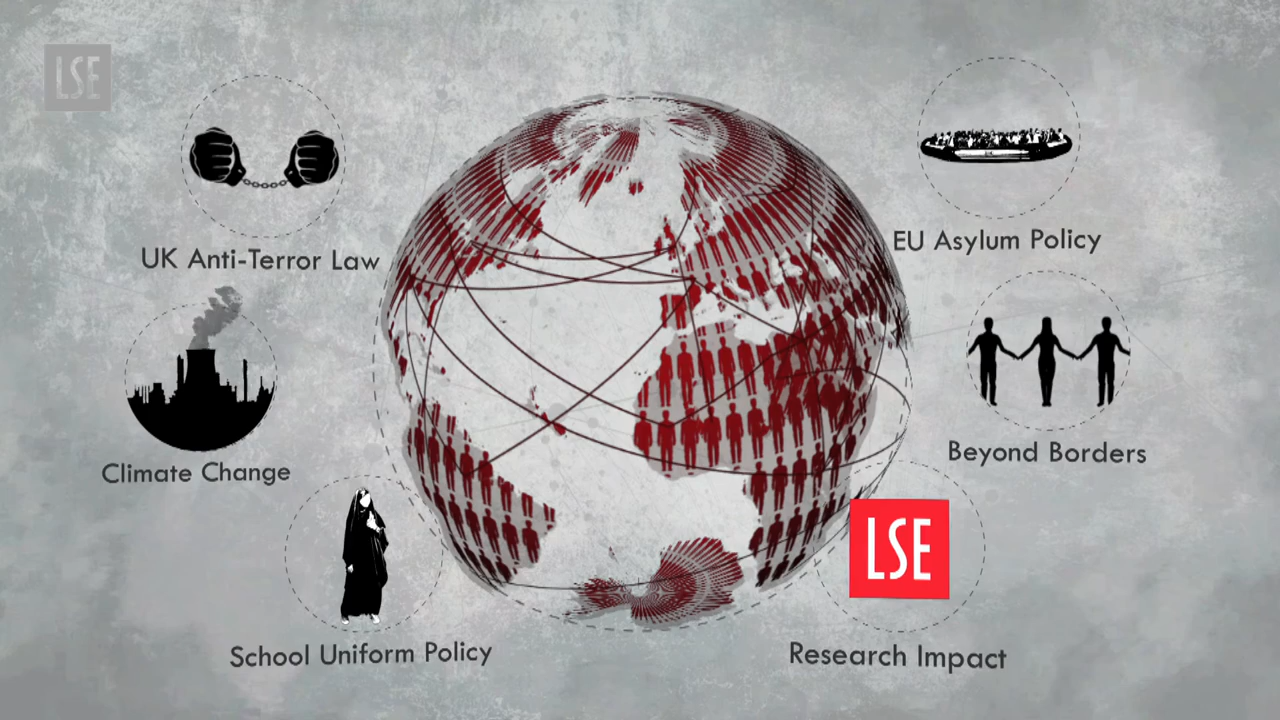 LSE
UK Anti-Terror Law
EU Asylum Policy
Climate Change
Beyond Borders
LSE
School Uniform Policy
Research Impact